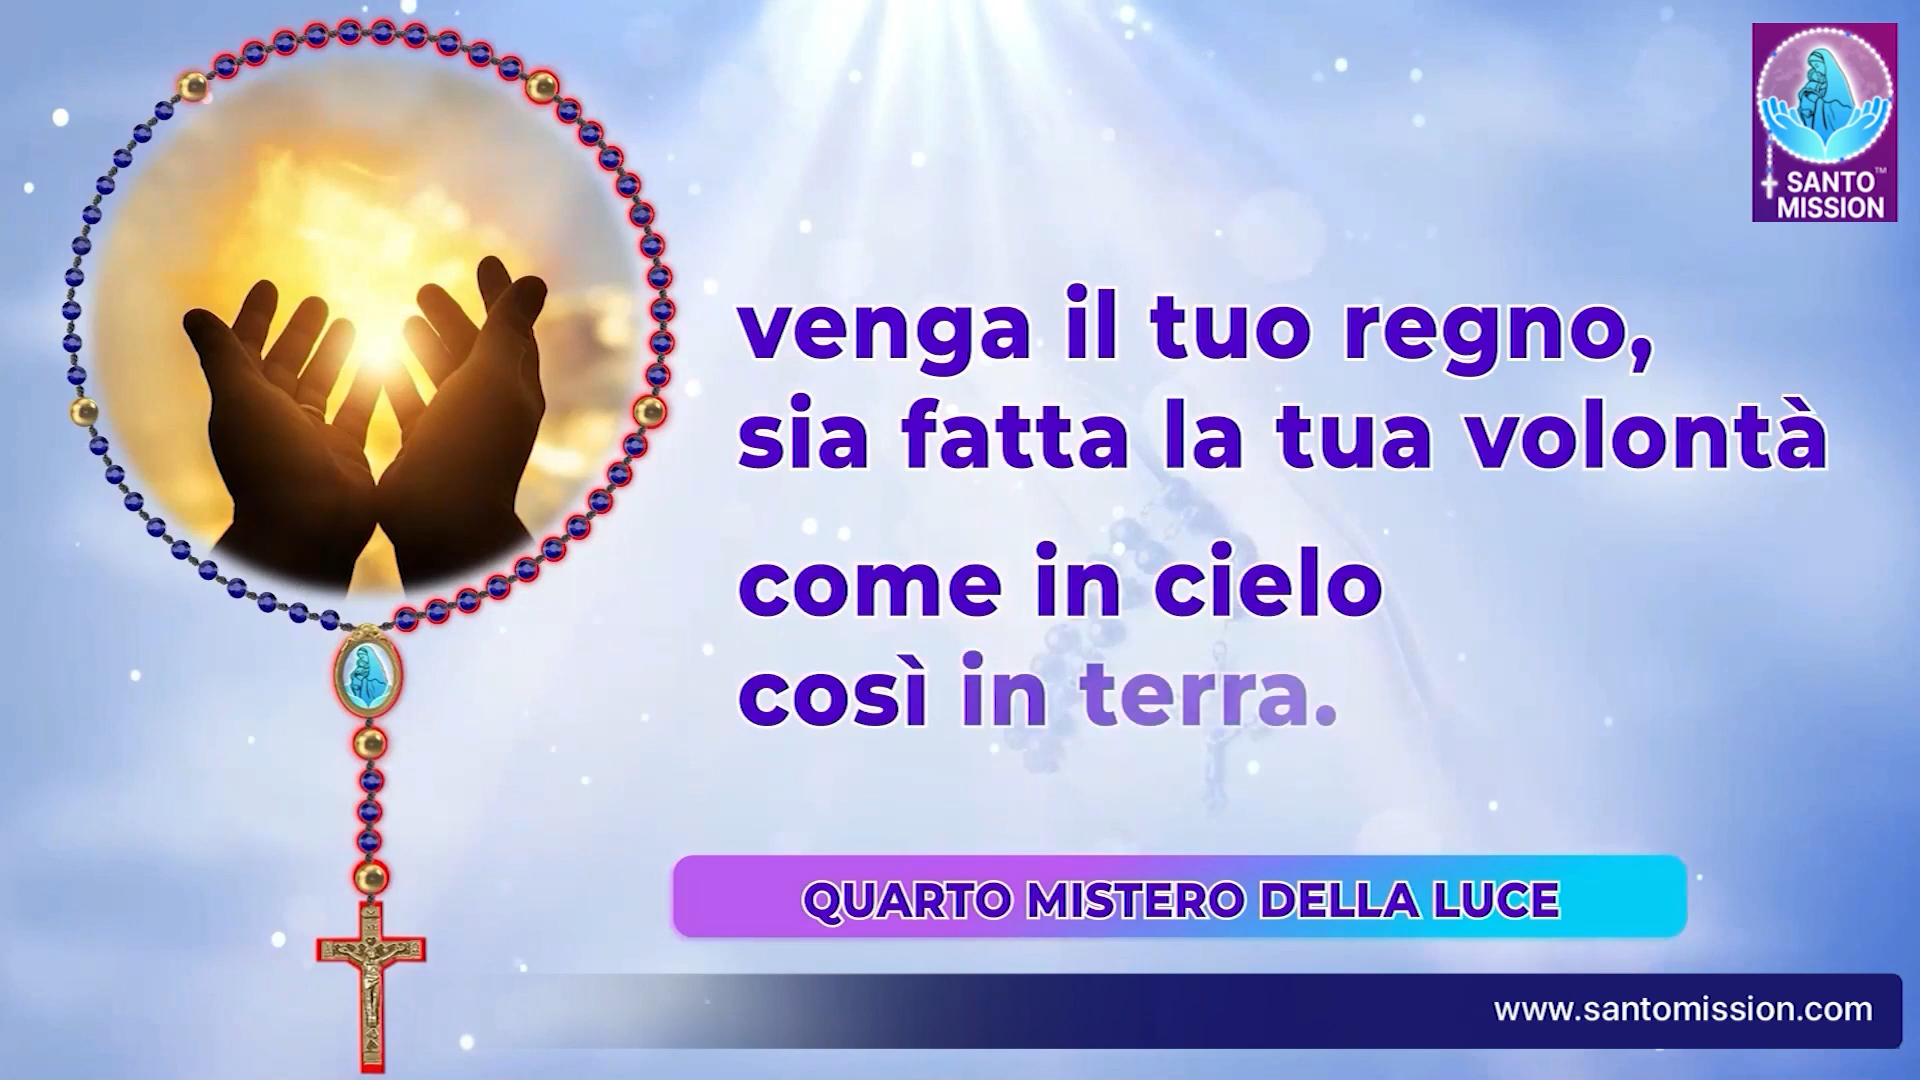 SANTO™
MISSION
venga il tuo regno,
sia fatta la tua volontà
come in cielo
così in terra.
QUARTO MISTERO DELLA LUCE
www.santomission.com